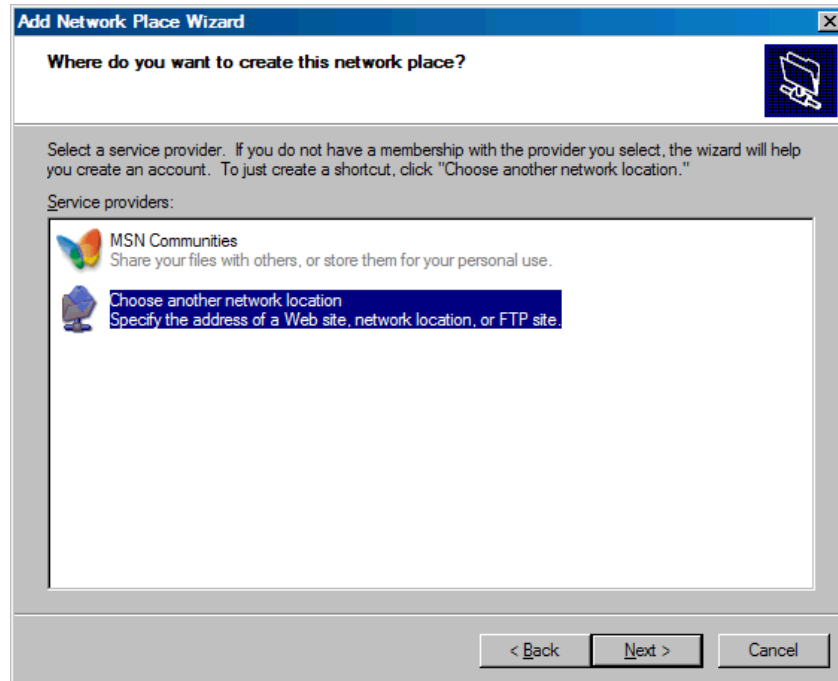 Add Network Place Wizard
Where do you want to create this network place?
Select a service provider. If you do not have a membership with the provider you select, the wizard will help
you create an account. To just create a shortcut, click "Choose another network location."
Service providers:
MSN Communities
Share your files with others, or store them for your personal use.
Choose another network location
Specify the address of a Web site, network location, or FTP site.
< Back Next > Cancel